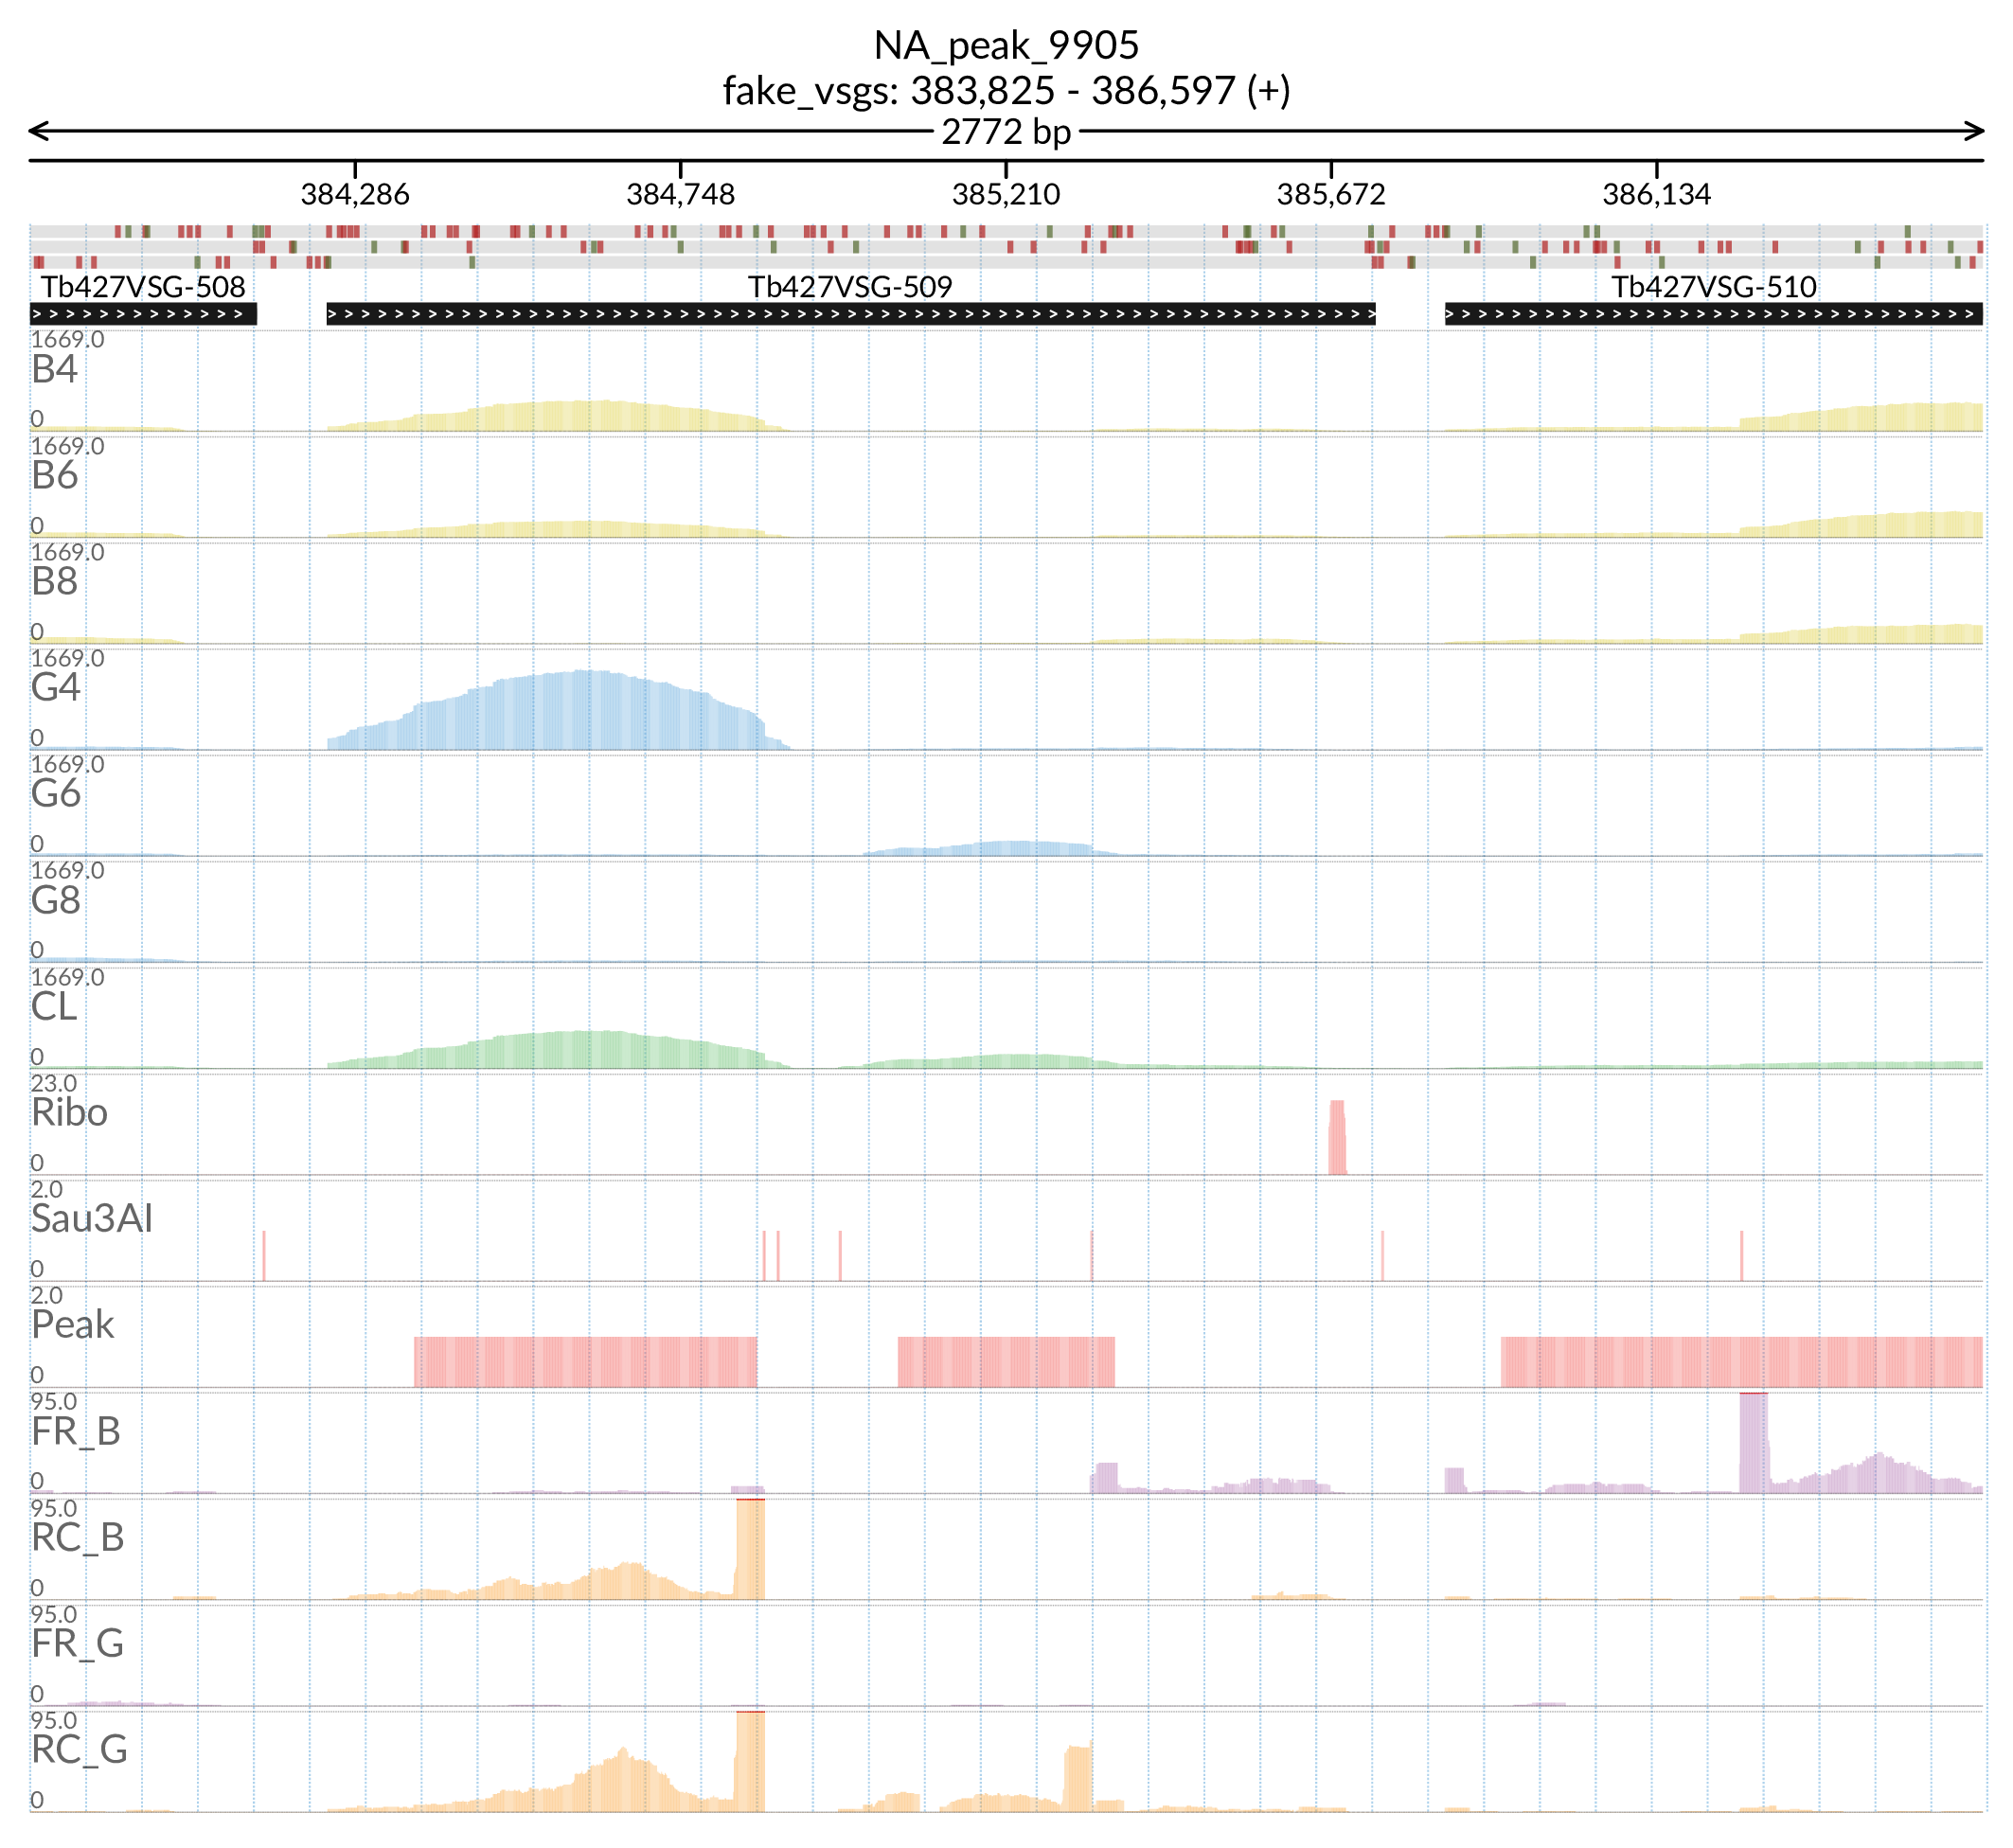 NA_peak_9905
fake_vsgs: 383,825 - 386,597 (+)
2772 bp
384,286 384,748 385,210 385,672 386,134
Tb427VSG-508 Tb427VSG-509 Tb427VSG-510
1669.0
B4
0
1669.0
B6
0
1669.0
B8
0
1669.0
G4
0
1669.0
G6
0
1669.0
G8
0
1669.0
CL
0
23.0
Ribo
0
2.0
Sau3AI
0
2.0
Peak
0
95.0
FR_B
0
95.0
RC_B
0
95.0
FR_G
0
95.0
RC_G
0